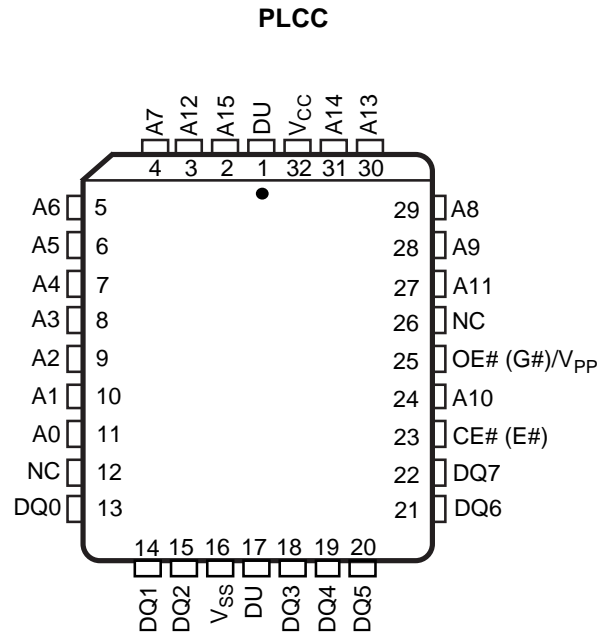 PLCC
A7 A12 A15 DU VCC A14 A13
4 3 2 1 32 31 30
A6 5 29 A8
A5 6 28 A9
A4 7 27 A11
A3 8 26 NC
A2 9 25 OE# (G#)/VPP
A1 10 24 A10
A0 11 23 CE# (E#)
NC 12 22 DQ7
DQ0 13 21 DQ6
14 15 16 17 18 19 20
DQ1 DQ2 VSS DU DQ3 DQ4 DQ5